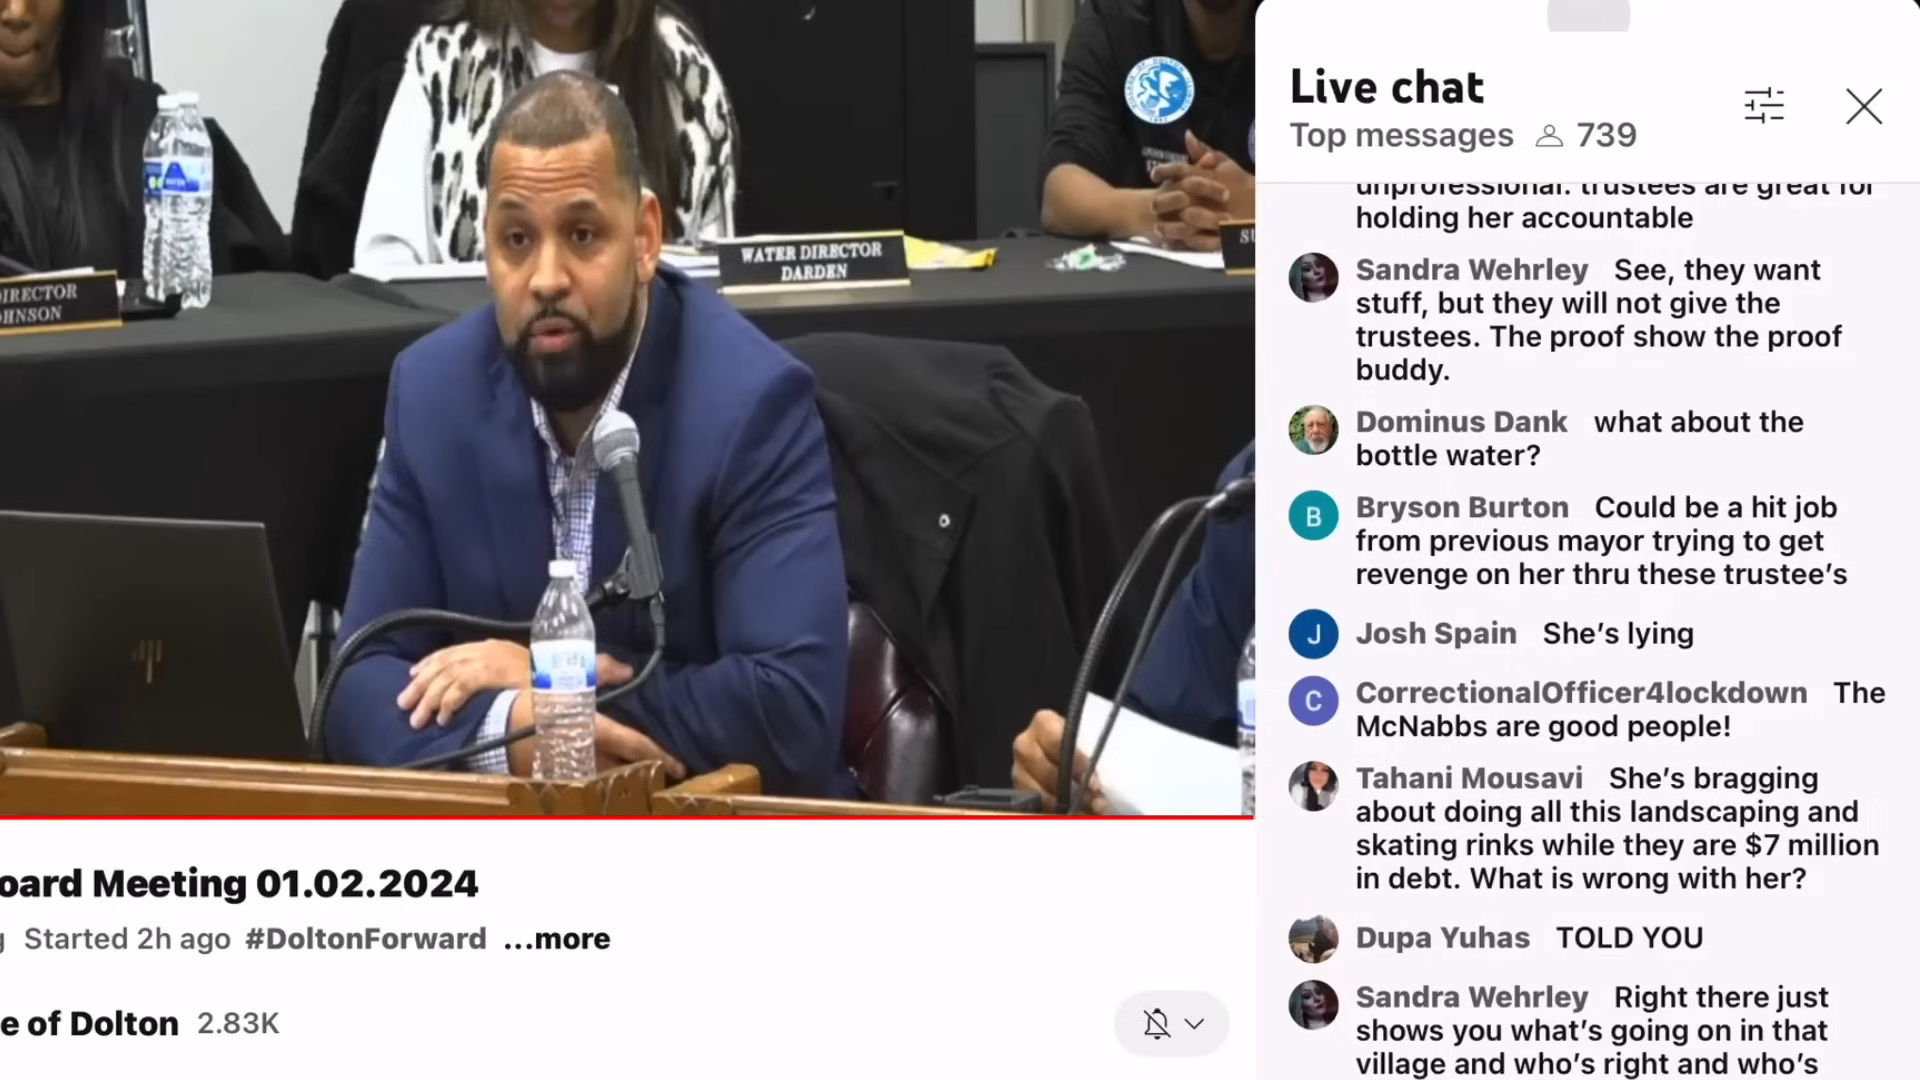 WATER DIRECTOR
DARDEN
DIRECTOR
Live chat
Top messages 739
unprofessional. trustees are great for
holding her accountable
Sandra Wehrley See, they want
stuff, but they will not give the
trustees. The proof show the proof
buddy.
Dominus Dank what about the
bottle water?
B
Bryson Burton Could be a hit job
from previous mayor trying to get
revenge on her thru these trustee’s
J
Josh Spain She’s lying
C
CorrectionalOfficer4lockdown The
McNabbs are good people!
Tahani Mousavi She’s bragging
about doing all this landscaping and
skating rinks while they are $7 million
in debt. What is wrong with her?
Dupa Yuhas TOLD YOU
Sandra Wehrley Right there just
shows you what’s going on in that
village and who’s right and who’s
oard Meeting 01.02.2024
Started 2h ago #DoltonForward ...more
e of Dolton 2.83K